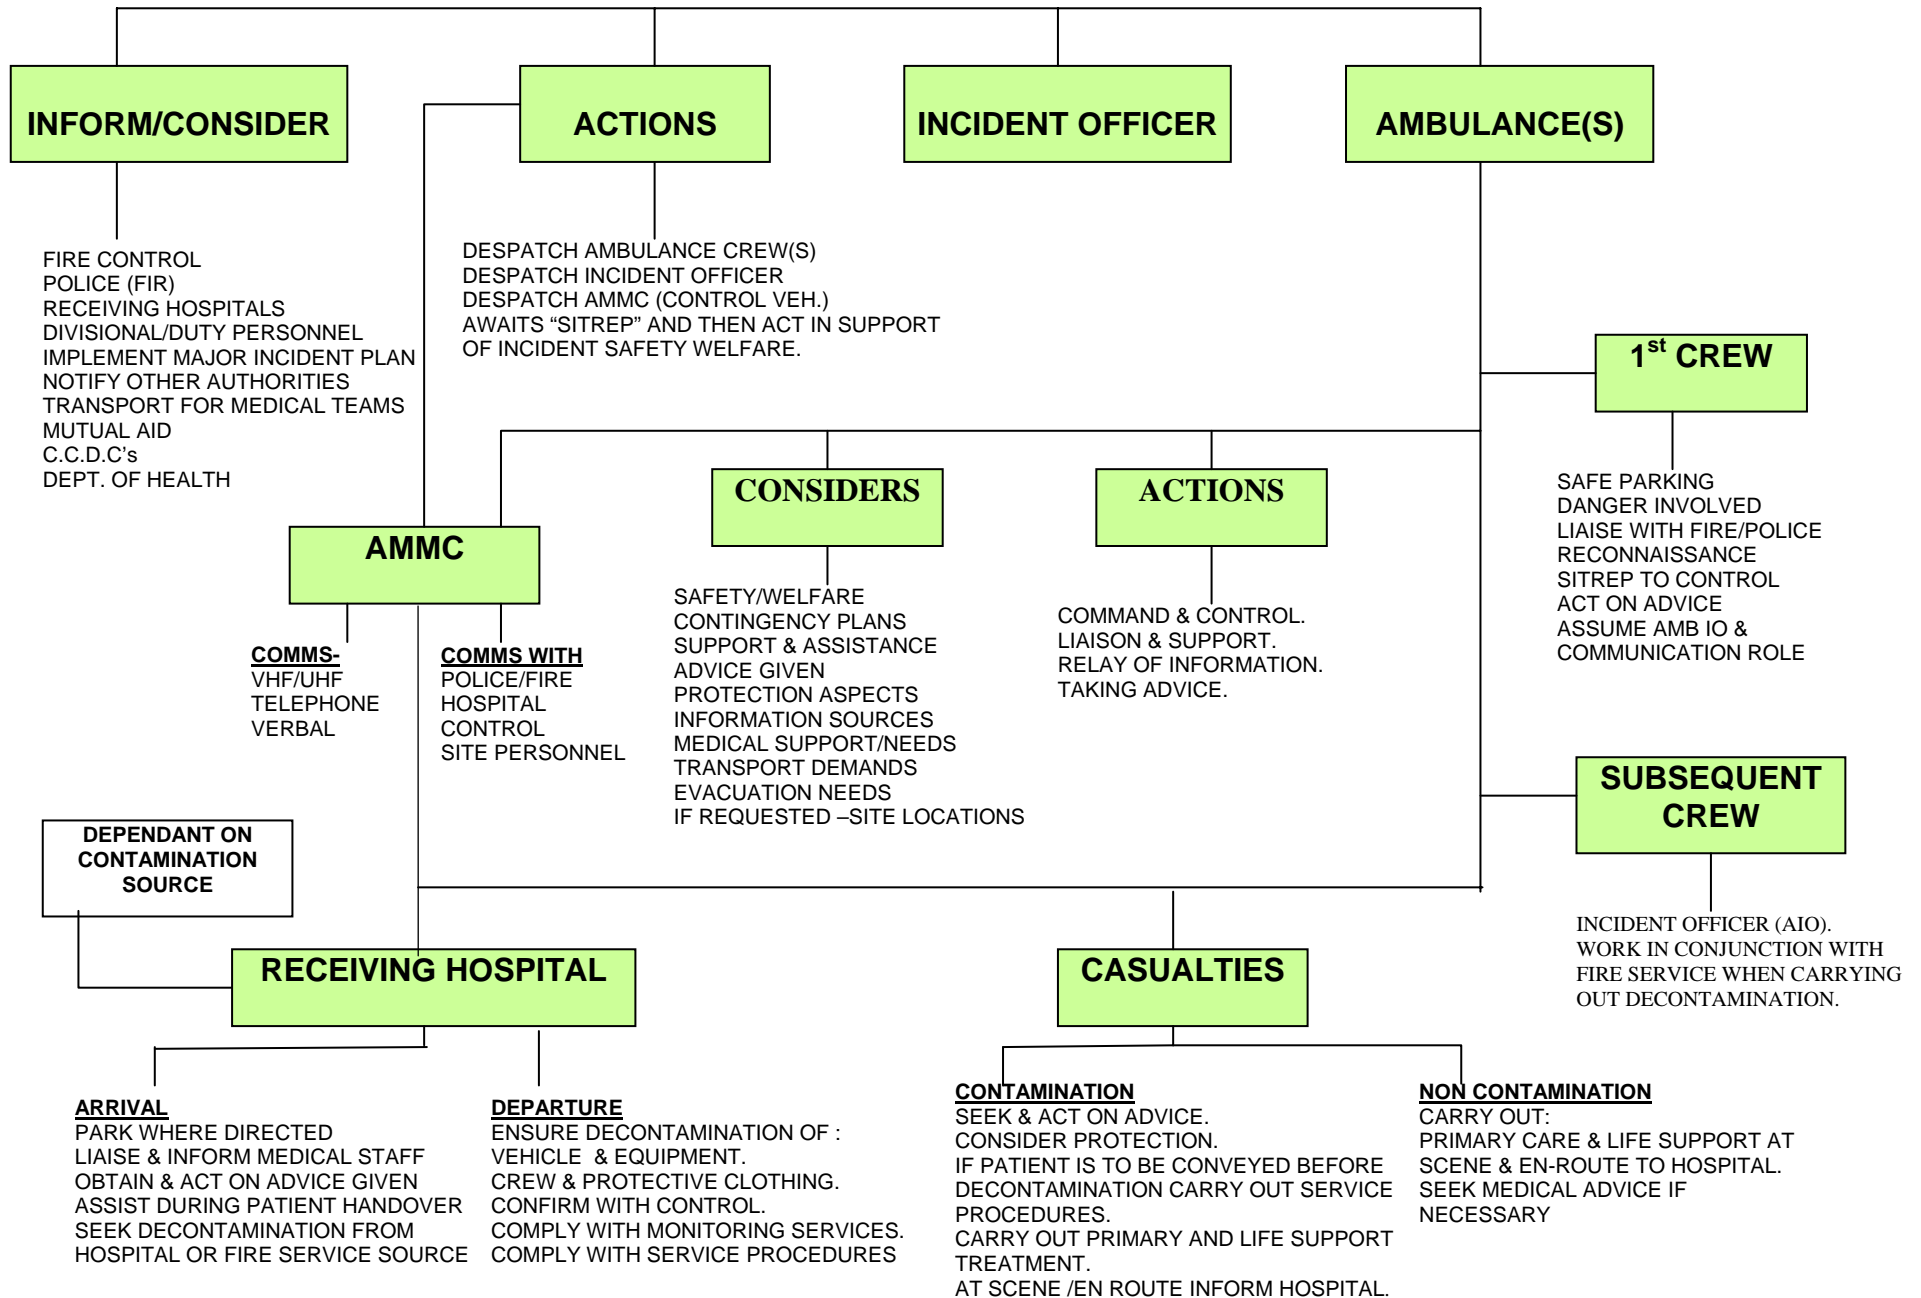 INFORM/CONSIDER
ACTIONS
INCIDENT OFFICER
AMBULANCE(S)
FIRE CONTROL
POLICE (FIR)
RECEIVING HOSPITALS
DIVISIONAL/DUTY PERSONNEL
IMPLEMENT MAJOR INCIDENT PLAN
NOTIFY OTHER AUTHORITIES
TRANSPORT FOR MEDICAL TEAMS
MUTUAL AID
C.C.D.C's
DEPT. OF HEALTH
DESPATCH AMBULANCE CREW(S)
DESPATCH INCIDENT OFFICER
DESPATCH AMMC (CONTROL VEH.)
AWAITS “SITREP” AND THEN ACT IN SUPPORT
OF INCIDENT SAFETY WELFARE.
1st CREW
SAFE PARKING
DANGER INVOLVED
LIAISE WITH FIRE/POLICE
RECONNAISSANCE
SITREP TO CONTROL
ACT ON ADVICE
ASSUME AMB IO &
COMMUNICATION ROLE
AMMC
COMMS-
VHF/UHF
TELEPHONE
VERBAL
COMMS WITH
POLICE/FIRE
HOSPITAL
CONTROL
SITE PERSONNEL
CONSIDERS
SAFETY/WELFARE
CONTINGENCY PLANS
SUPPORT & ASSISTANCE
ADVICE GIVEN
PROTECTION ASPECTS
INFORMATION SOURCES
MEDICAL SUPPORT/NEEDS
TRANSPORT DEMANDS
EVACUATION NEEDS
IF REQUESTED –SITE LOCATIONS
ACTIONS
COMMAND & CONTROL.
LIAISON & SUPPORT.
RELAY OF INFORMATION.
TAKING ADVICE.
SUBSEQUENT
CREW
INCIDENT OFFICER (AIO).
WORK IN CONJUNCTION WITH
FIRE SERVICE WHEN CARRYING
OUT DECONTAMINATION.
DEPENDANT ON
CONTAMINATION
SOURCE
RECEIVING HOSPITAL
ARRIVAL
PARK WHERE DIRECTED
LIAISE & INFORM MEDICAL STAFF
OBTAIN & ACT ON ADVICE GIVEN
ASSIST DURING PATIENT HANDOVER
SEEK DECONTAMINATION FROM
HOSPITAL OR FIRE SERVICE SOURCE
DEPARTURE
ENSURE DECONTAMINATION OF :
VEHICLE & EQUIPMENT.
CREW & PROTECTIVE CLOTHING.
CONFIRM WITH CONTROL.
COMPLY WITH MONITORING SERVICES.
COMPLY WITH SERVICE PROCEDURES
CASUALTIES
CONTAMINATION
SEEK & ACT ON ADVICE.
CONSIDER PROTECTION.
IF PATIENT IS TO BE CONVEYED BEFORE
DECONTAMINATION CARRY OUT SERVICE
PROCEDURES.
CARRY OUT PRIMARY AND LIFE SUPPORT
TREATMENT.
AT SCENE /EN ROUTE INFORM HOSPITAL.
NON CONTAMINATION
CARRY OUT:
PRIMARY CARE & LIFE SUPPORT AT
SCENE & EN-ROUTE TO HOSPITAL.
SEEK MEDICAL ADVICE IF
NECESSARY